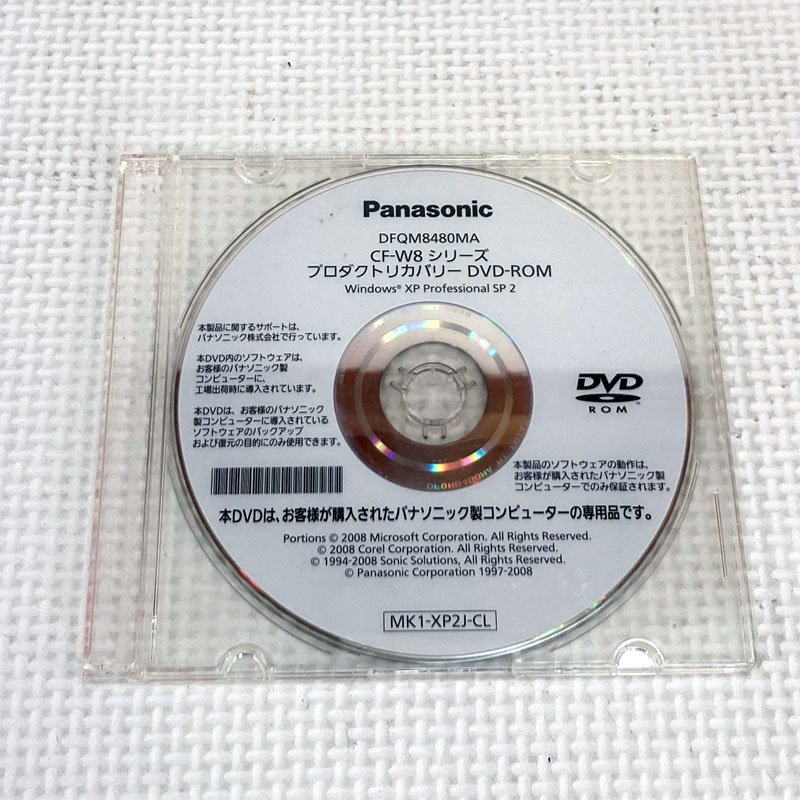 Panasonic
DFQM8480MA
CF-W8 シリーズ
プロダクトリカバリー DVD-ROM
Windows® XP Professional SP 2
本製品に関するサポートは、
パナソニック株式会社で行っています。
本DVD内のソフトウェアは、
お客様のパナソニック製
コンピューターに、
工場出荷時に導入されています。
本DVDは、お客様のパナソニック
製コンピューターに導入されている
ソフトウェアのバックアップ
および復元の目的にのみ使用できます。
DVD
ROM
TM
本製品のソフトウェアの動作は、
お客様が購入されたパナソニック製
コンピューターでのみ保証されます。
本DVDは、お客様が購入されたパナソニック製コンピューターの専用品です。
Portions © 2008 Microsoft Corporation. All Rights Reserved.
© 2008 Corel Corporation. All Rights Reserved.
© 1994-2008 Sonic Solutions, All Rights Reserved.
© Panasonic Corporation 1997-2008
MK1-XP2J-CL